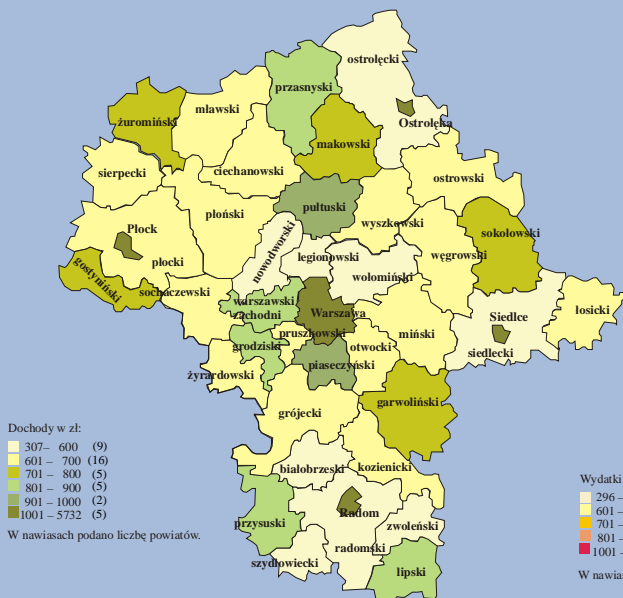 ostrołęcki
przasnyski
mławski
Ostrołęka
żuromiński
makowski
ciechanowski
sierpecki
ostrowski
pułtuski
płoński
wyszkowski
Płock
sokołowski
nowodworski
legionowski
węgrowski
płocki
gostyniński
wołomiński
sochaczewski
warszawski
zachodni
Warszawa
Siedlce
łosicki
pruszkowski
miński
grodziski
otwocki
siedlecki
piaseczyński
żyrardowski
garwoliński
grójecki
białobrzeski
kozienicki
Radom
przysuski
zwoleński
radomski
szydłowiecki
lipski
Dochody w zł:
307– 600 (9)
601 – 700 (16)
701 – 800 (5)
801 – 900 (5)
901 – 1000 (2)
1001 – 5732 (5)
W nawiasach podano liczbę powiatów.
Wydatki
296 –
601 –
701 –
801 –
1001 –
W nawias